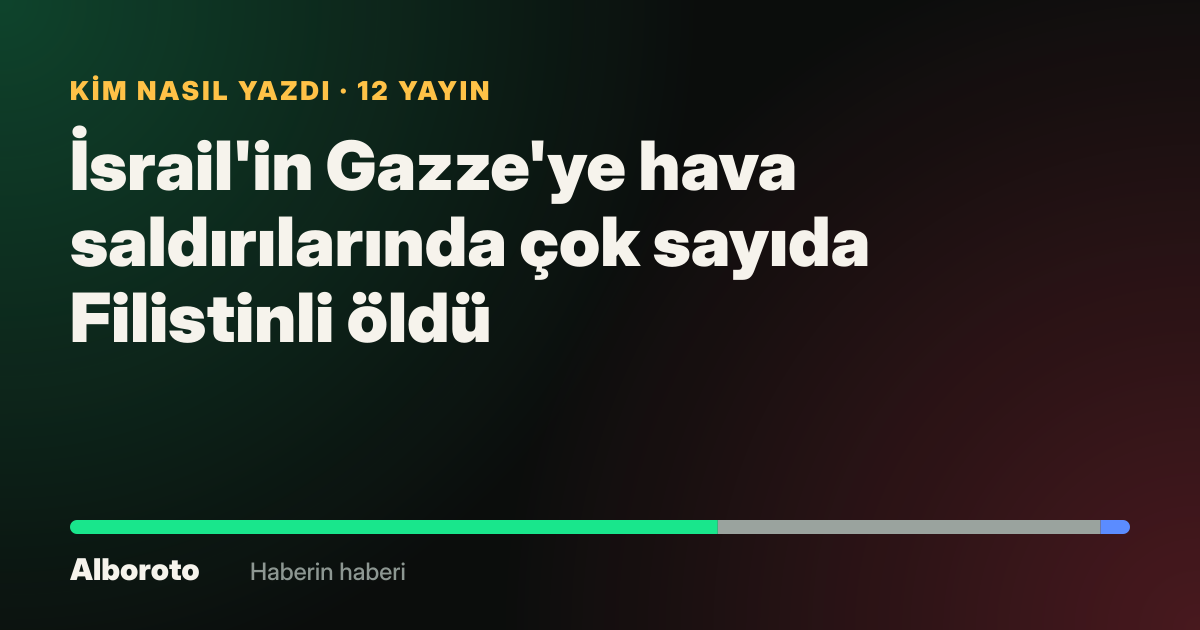 KİM NASIL YAZDI · 12 YAYIN
İsrail'in Gazze'ye hava
saldırılarında çok sayıda
Filistinli öldü
Alboroto
Haberin haberi